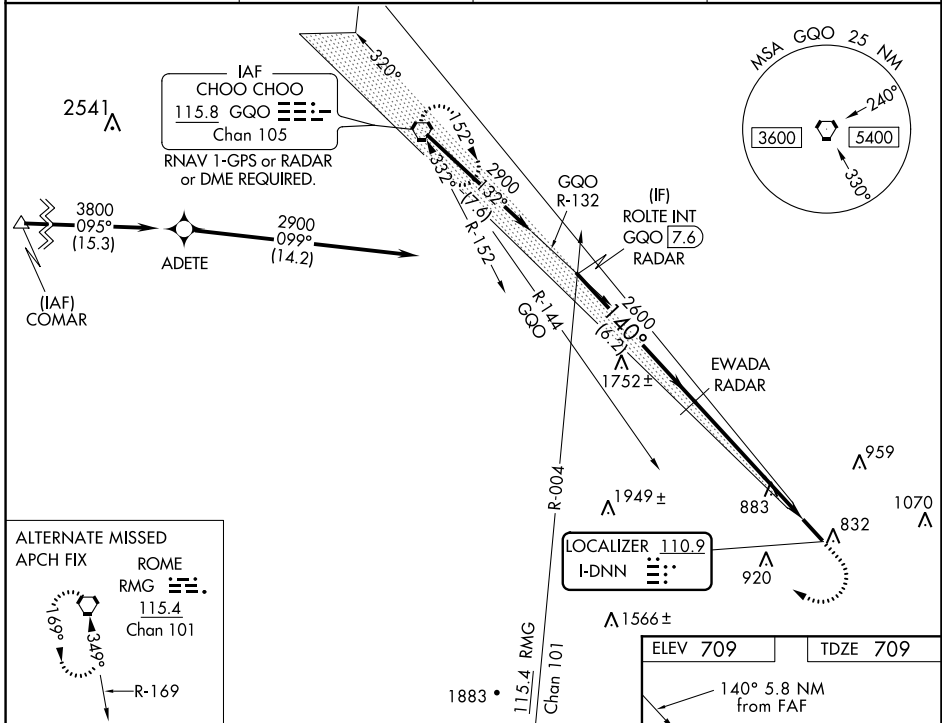 IAF
CHOO CHOO
115.8 GQO
Chan 105
RNAV 1-GPS or RADAR
or DME REQUIRED.
2541
320°
152°
332°
132°
2900
(7.6)
R-152
GQO
R-144
GQO
R-132
(IF)
ROLTE INT
GQO 7.6
RADAR
MSA GQO 25 NM
240°
330°
3600
5400
3800
095°
(15.3)
ADETE
2900
099°
(14.2)
(IAF)
COMAR
2600
140°
(6.2)
1752±
EWADA
RADAR
R-004
1949±
883
959
1070
832
920
LOCALIZER 110.9
I-DNN
1566±
115.4 RMG
Chan 101
1883
ALTERNATE MISSED
APCH FIX
ROME
RMG
115.4
Chan 101
169°
349°
R-169
ELEV 709
TDZE 709
140° 5.8 NM
from FAF